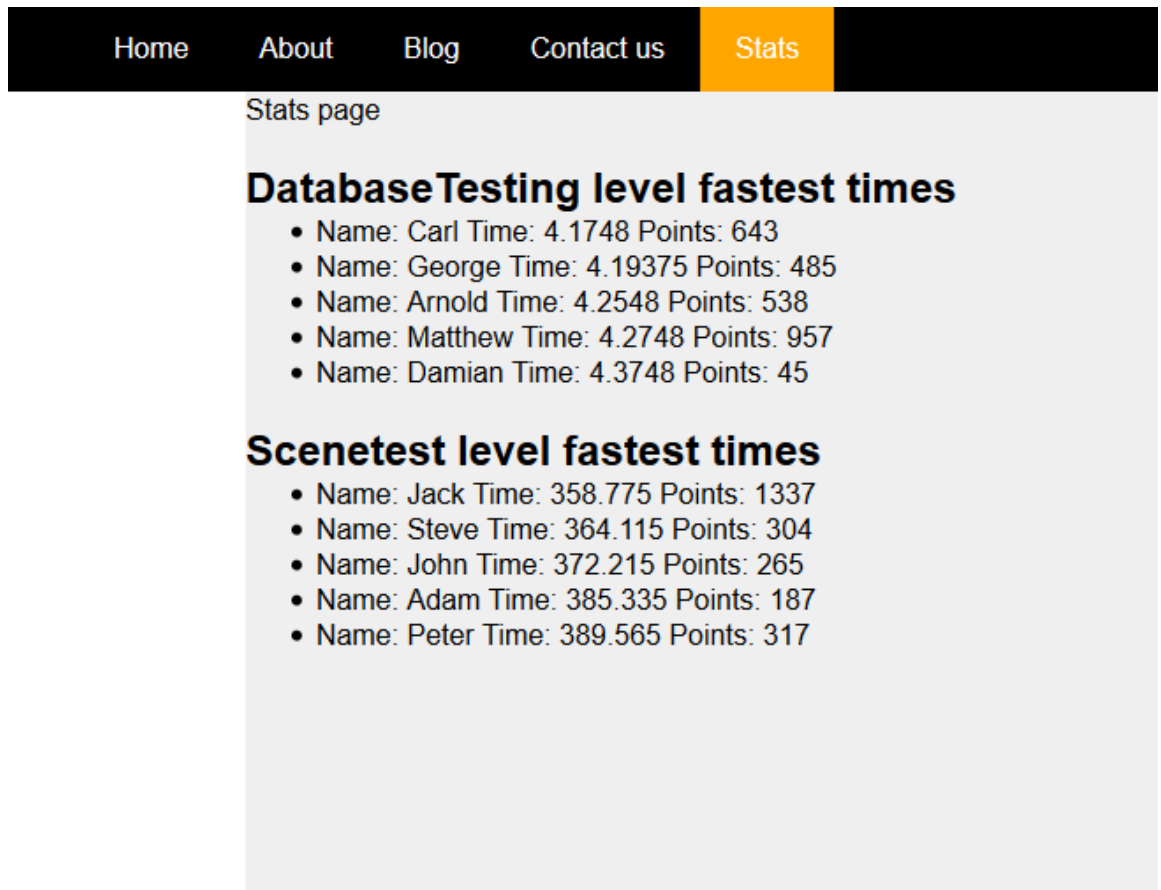 Home About Blog Contact us Stats
Stats page
DatabaseTesting level fastest times
Name: Carl Time: 4.1748 Points: 643
Name: George Time: 4.19375 Points: 485
Name: Arnold Time: 4.2548 Points: 538
Name: Matthew Time: 4.2748 Points: 957
Name: Damian Time: 4.3748 Points: 45
Scenetest level fastest times
Name: Jack Time: 358.775 Points: 1337
Name: Steve Time: 364.115 Points: 304
Name: John Time: 372.215 Points: 265
Name: Adam Time: 385.335 Points: 187
Name: Peter Time: 389.565 Points: 317